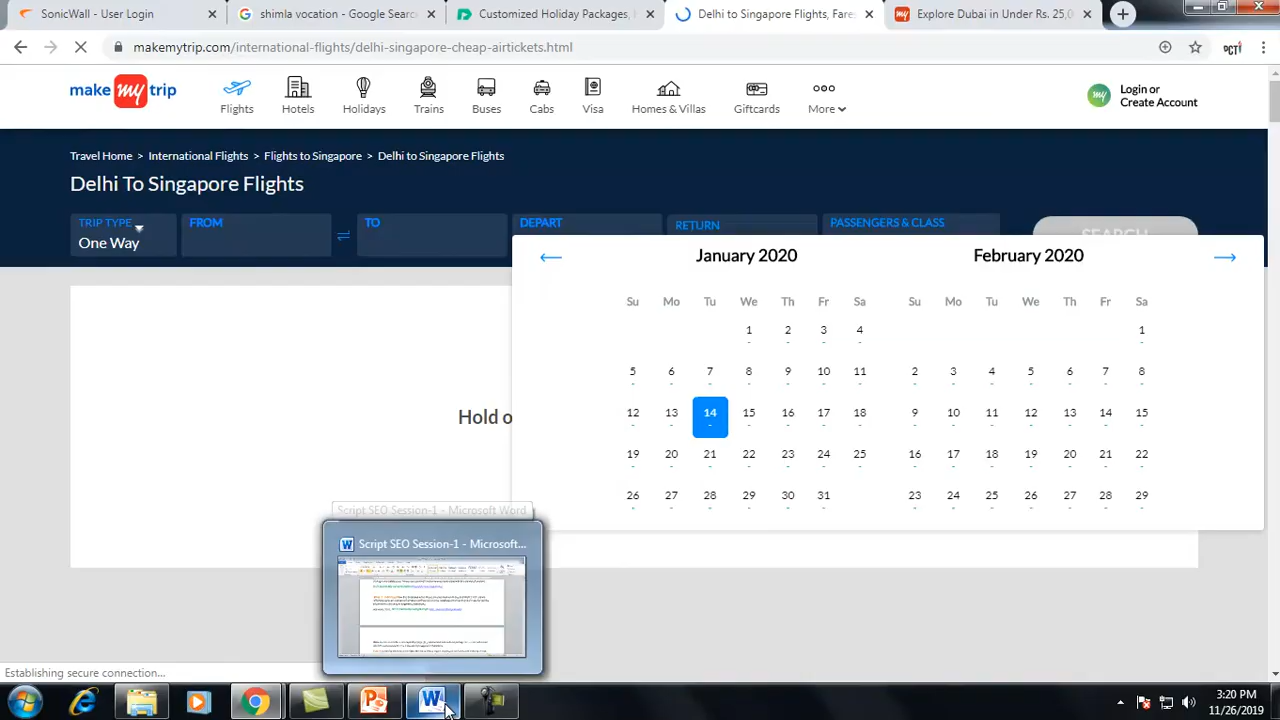 SonicWall - User Login
shimla vocation - Google Search
Customized Holiday Packages,
Delhi to Singapore Flights, Fare
Explore Dubai in Under Rs. 25,0
makemytrip.com/international-flights/delhi-singapore-cheap-airtickets.html
make my trip
Flights
Hotels
Holidays
Trains
Buses
Cabs
Visa
Homes & Villas
Giftcards
More
my
Login or
Create Account
Travel Home > International Flights > Flights to Singapore > Delhi to Singapore Flights
Delhi To Singapore Flights
TRIP TYPE
One Way
FROM
TO
DEPART
RETURN
PASSENGERS & CLASS
SEARCH
January 2020
Su Mo Tu We Th Fr Sa
1 2 3 4
5 6 7 8 9 10 11
12 13 14 15 16 17 18
19 20 21 22 23 24 25
26 27 28 29 30 31
February 2020
Su Mo Tu We Th Fr Sa
1
2 3 4 5 6 7 8
9 10 11 12 13 14 15
16 17 18 19 20 21 22
23 24 25 26 27 28 29
Hold o
Script SEO Session-1 - Microsoft Word
Script SEO Session-1 - Microsoft...
Establishing secure connection...
3:20 PM
11/26/2019